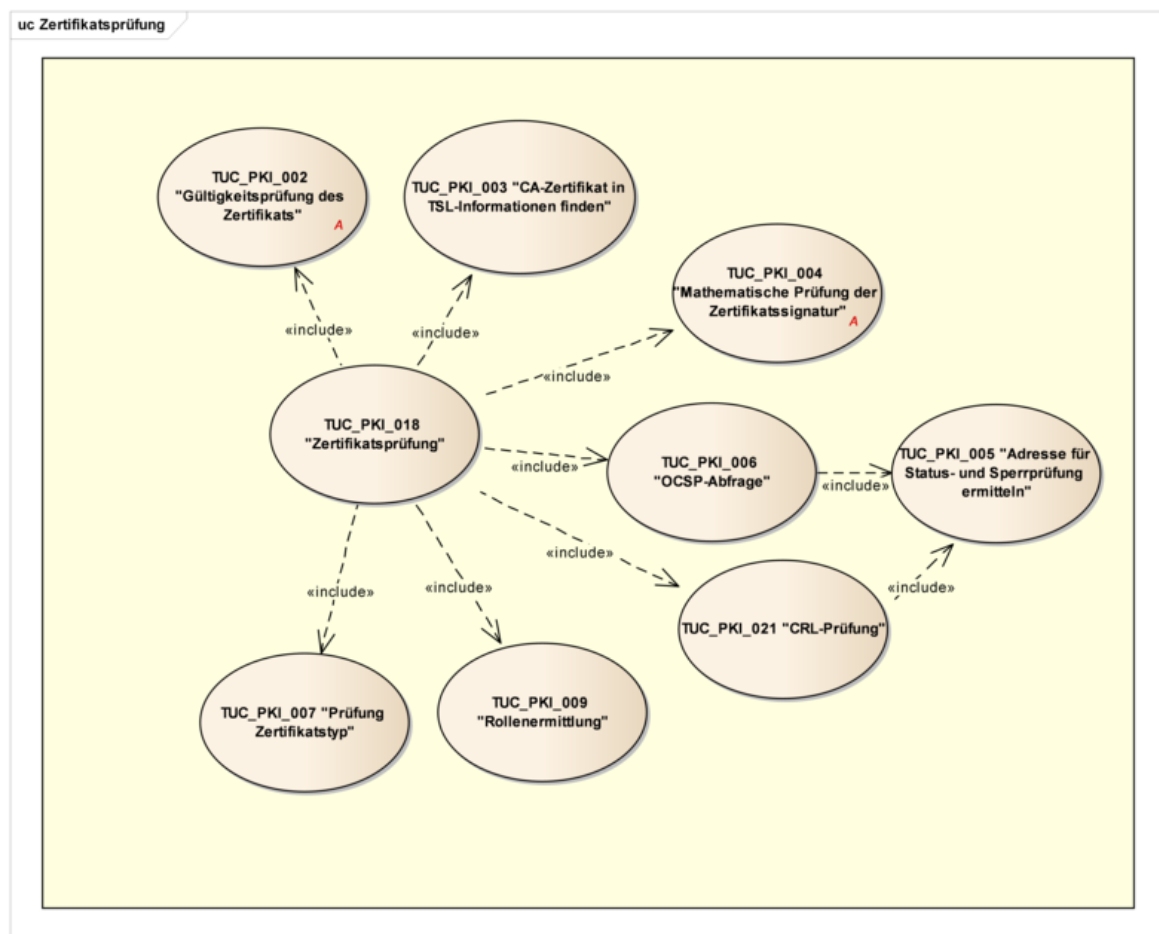 uc Zertifikatsprüfung
TUC_PKI_002
"Gültigkeitsprüfung des
Zertifikats"
A
TUC_PKI_003 "CA-Zertifikat in
TSL-Informationen finden"
TUC_PKI_004
"Mathematische Prüfung der
Zertifikatssignatur"
A
«include»
«include»
«include»
TUC_PKI_018
"Zertifikatsprüfung"
«include»
TUC_PKI_006
"OCSP-Abfrage"
«include»
TUC_PKI_005 "Adresse für
Status- und Sperrprüfung
ermitteln"
«include»
«include»
«include»
«include»
TUC_PKI_021 "CRL-Prüfung"
TUC_PKI_007 "Prüfung
Zertifikatstyp"
TUC_PKI_009
"Rollenermittlung"